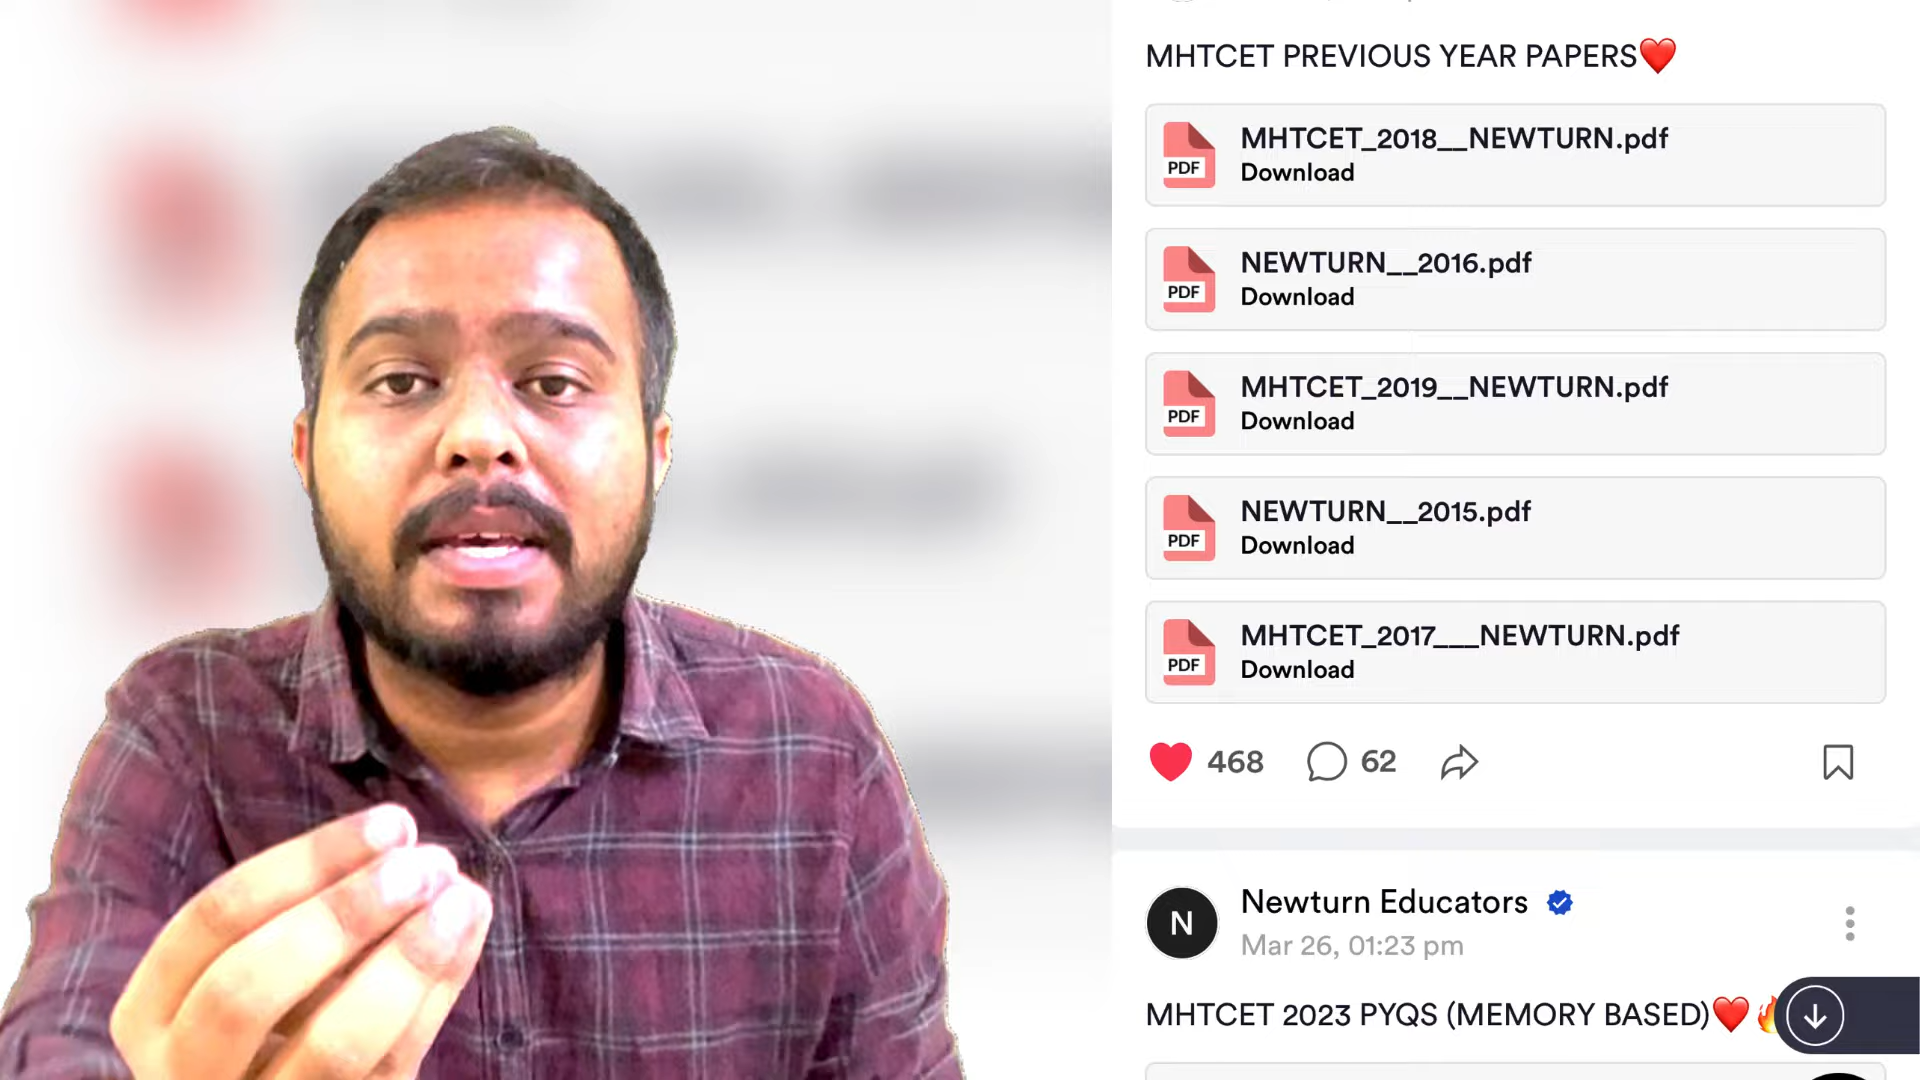 MHTCET PREVIOUS YEAR PAPERS❤️
PDF
MHTCET_2018__NEWTURN.pdf
Download
PDF
NEWTURN__2016.pdf
Download
PDF
MHTCET_2019__NEWTURN.pdf
Download
PDF
NEWTURN__2015.pdf
Download
PDF
MHTCET_2017___NEWTURN.pdf
Download
468
62
N
Newturn Educators
Mar 26, 01:23 pm
MHTCET 2023 PYQS (MEMORY BASED)❤️🔥